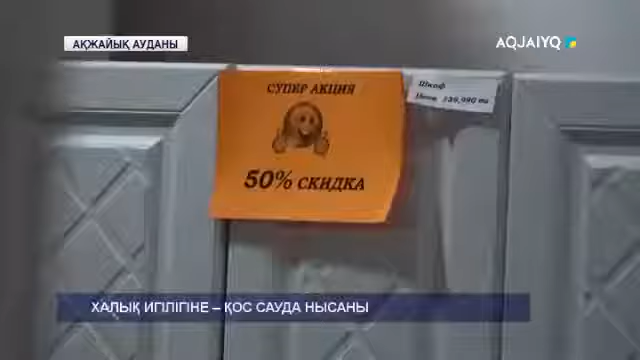 АҚЖАЙЫҚ АУДАНЫ
AQJAIYQ
СУПЕР АКЦИЯ
50% СКИДКА
Шкаф
ХАЛЫҚ ИГІЛІГІНЕ – ҚОС САУДА НЫСАНЫ